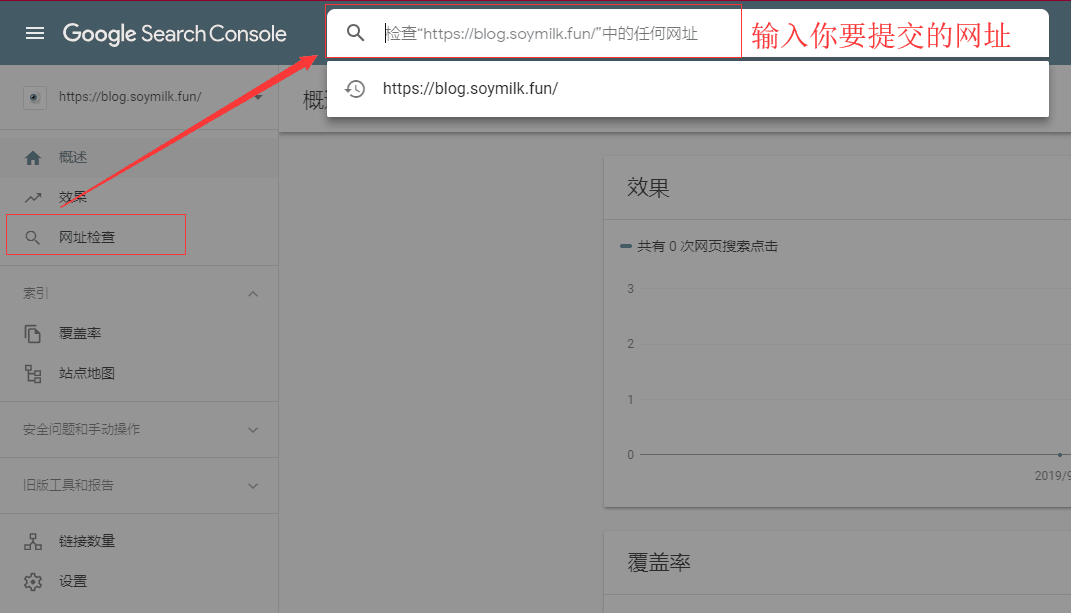 Google Search Console
检查“https://blog.soymilk.fun/”中的任何网址
输入你要提交的网址
https://blog.soymilk.fun/
https://blog.soymilk.fun/
概述
效果
网址检查
索引
覆盖率
站点地图
安全问题和手动操作
旧版工具和报告
链接数量
设置
效果
共有 0 次网页搜索点击
3
2
1
0
2019/9
覆盖率